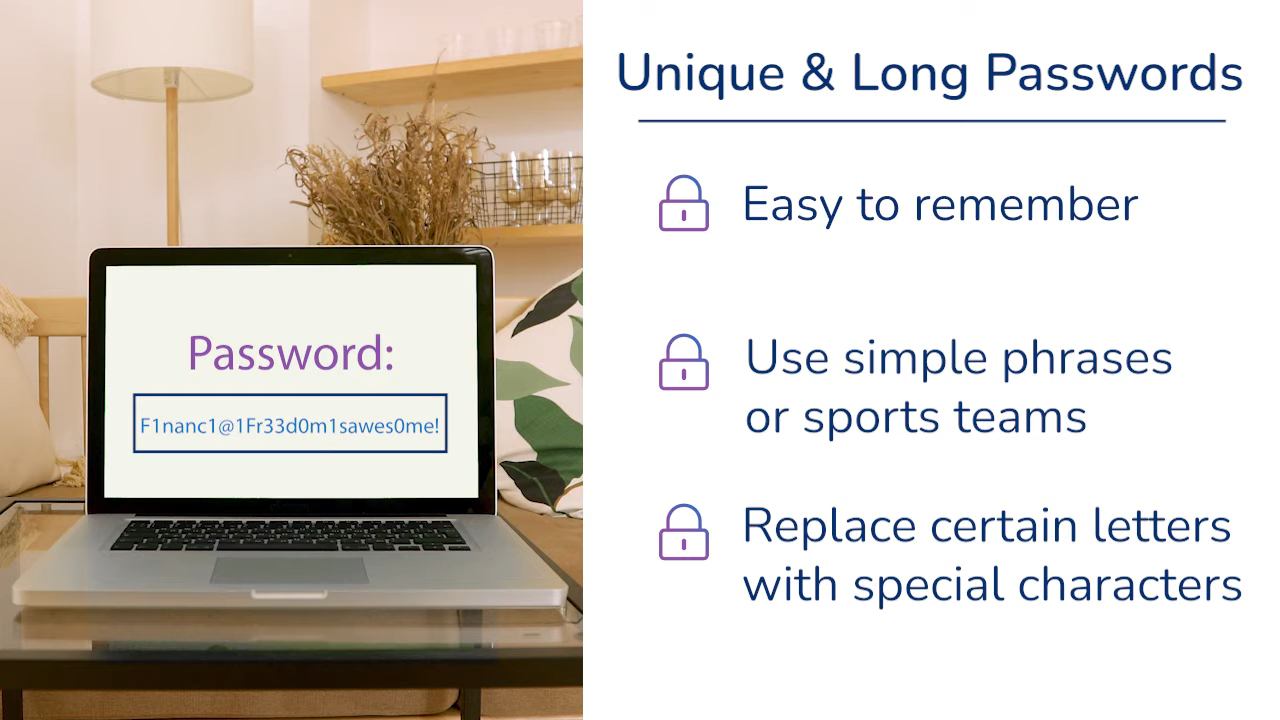 Password:
F1nanc1@1Fr33d0m1sawes0me!
Unique & Long Passwords
Easy to remember
Use simple phrases
or sports teams
Replace certain letters
with special characters